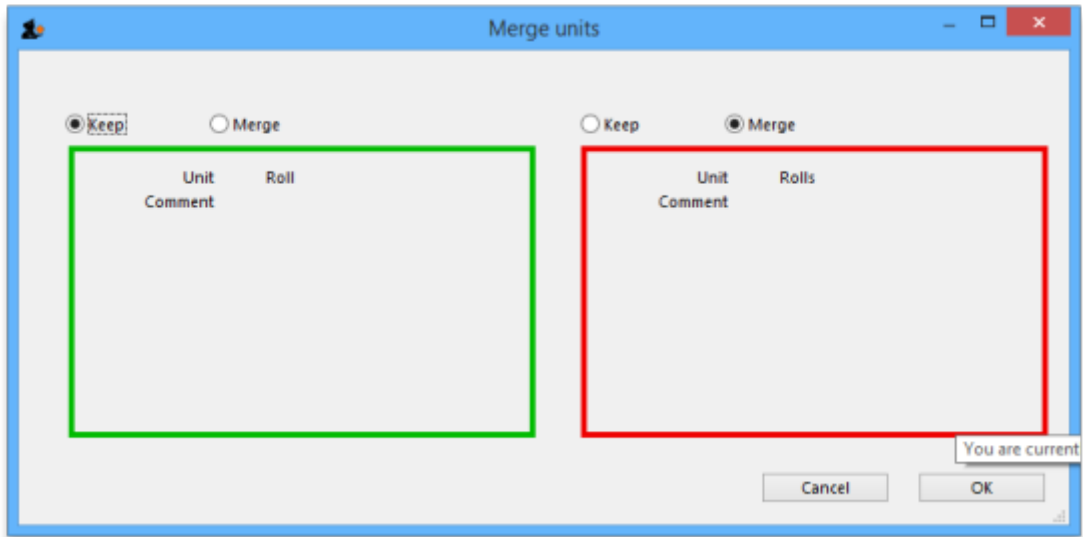 Merge units
Keep Merge Keep Merge
Unit Roll Unit Rolls
Comment Comment
You are current
Cancel OK